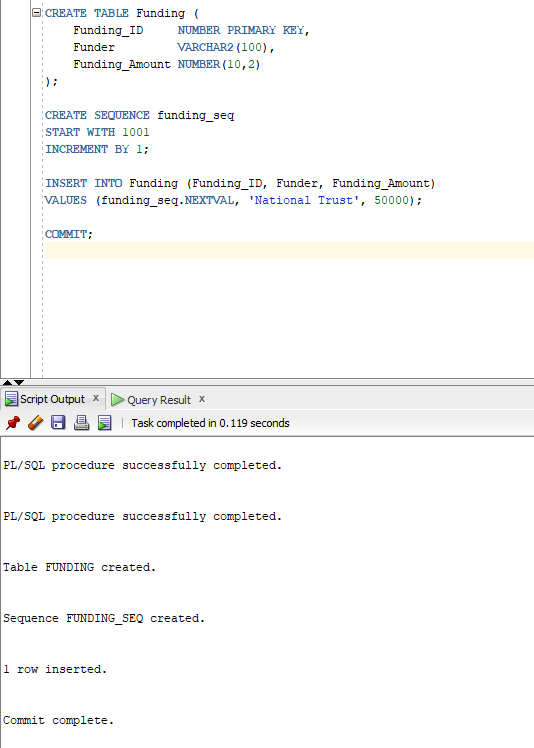 CREATE TABLE Funding (
    Funding_ID     NUMBER PRIMARY KEY,
    Funder         VARCHAR2(100),
    Funding_Amount NUMBER(10,2)
);
CREATE SEQUENCE funding_seq
START WITH 1001
INCREMENT BY 1;
INSERT INTO Funding (Funding_ID, Funder, Funding_Amount)
VALUES (funding_seq.NEXTVAL, 'National Trust', 50000);
COMMIT;
Script Output x Query Result x
Task completed in 0.119 seconds
PL/SQL procedure successfully completed.
PL/SQL procedure successfully completed.
Table FUNDING created.
Sequence FUNDING_SEQ created.
1 row inserted.
Commit complete.